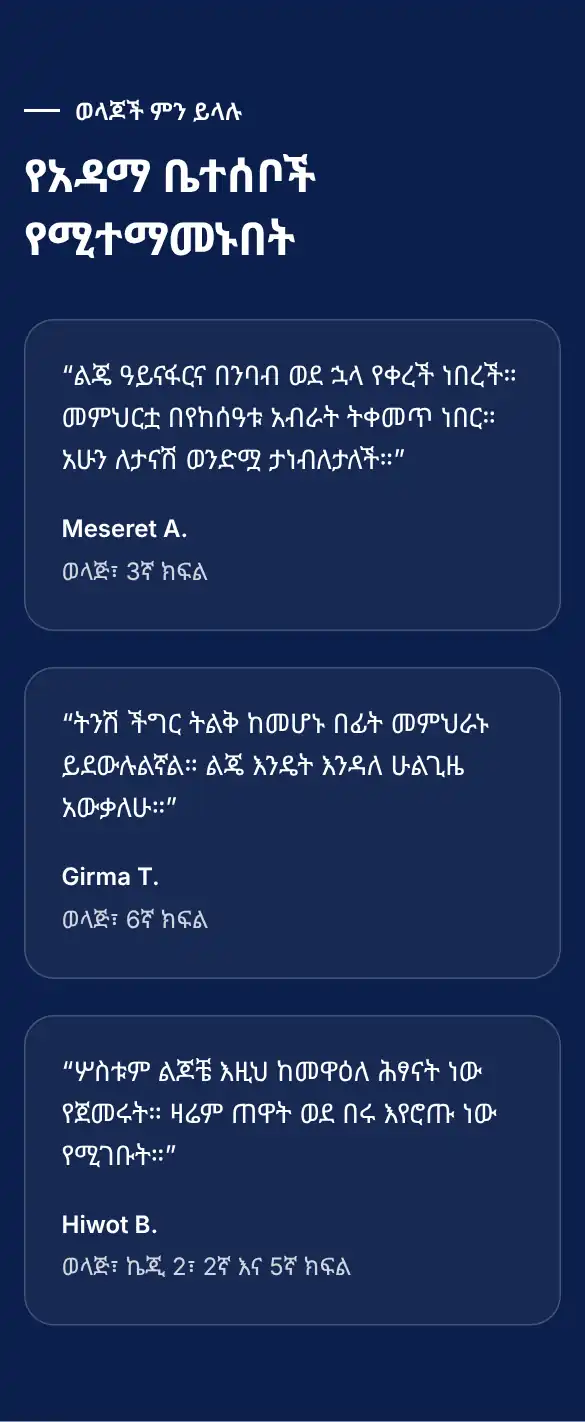 ወላጆች ምን ይላሉ
የአዳማ ቤተሰቦች
የሚተማመኑበት
“ልጄ ዓይናፋርና በንባብ ወደ ኋላ የቀረች ነበረች።
መምህርቷ በየከሰዓቱ አብራት ትቀመጥ ነበር።
አሁን ለታናሽ ወንድሟ ታነብለታለች።”
Meseret A.
ወላጅ፣ 3ኛ ክፍል
“ትንሽ ችግር ትልቅ ከመሆኑ በፊት መምህራኑ
ይደውሉልኛል። ልጄ እንዴት እንዳለ ሁልጊዜ
አውቃለሁ።”
Girma T.
ወላጅ፣ 6ኛ ክፍል
“ሦስቱም ልጆቼ እዚህ ከመዋዕለ ሕፃናት ነው
የጀመሩት። ዛሬም ጠዋት ወደ በሩ እየሮጡ ነው
የሚገቡት።”
Hiwot B.
ወላጅ፣ ኬጂ 2፣ 2ኛ እና 5ኛ ክፍል